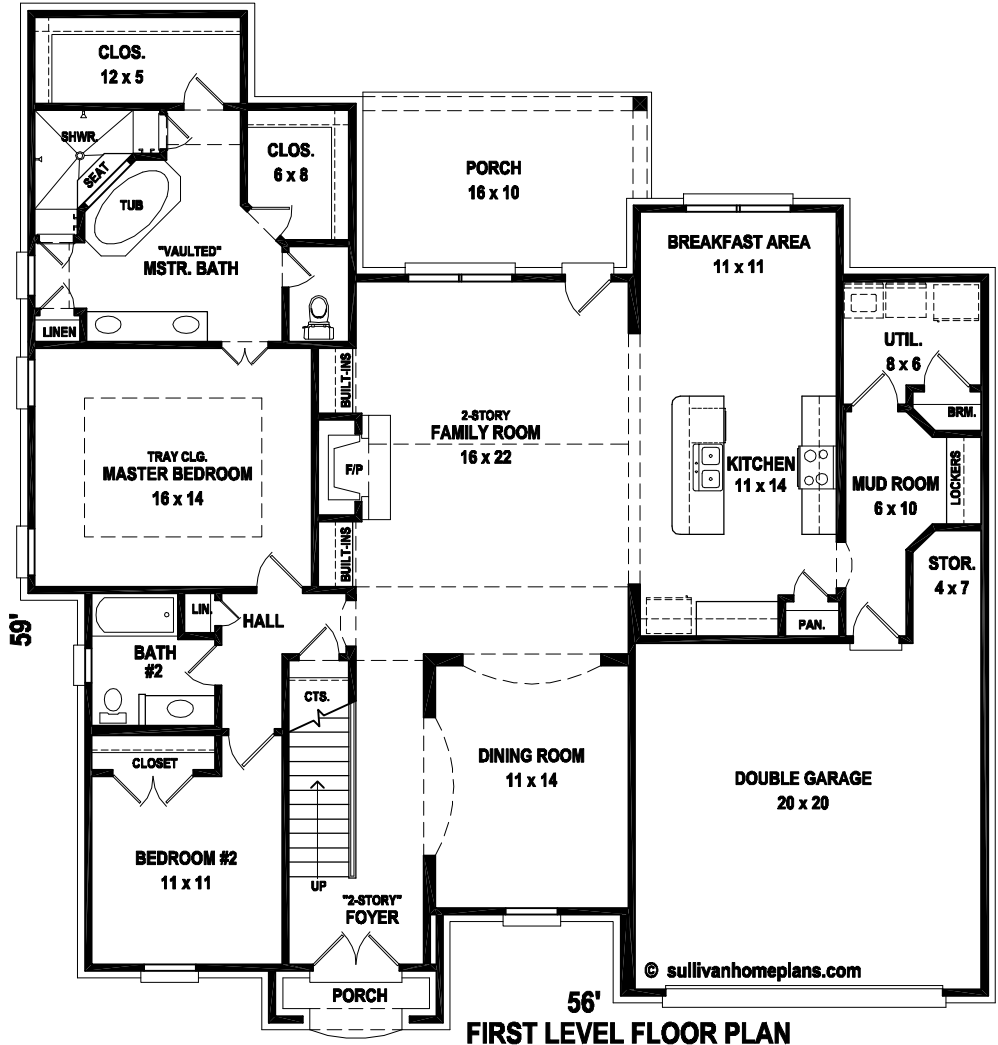 CLOS.
12 x 5
SHWR.
SEAT
TUB
CLOS.
6 x 8
"VAULTED"
MSTR. BATH
LINEN
PORCH
16 x 10
BREAKFAST AREA
11 x 11
UTIL.
8 x 6
BRM.
BUILT-INS
2-STORY
FAMILY ROOM
16 x 22
TRAY CLG.
MASTER BEDROOM
16 x 14
F/P
KITCHEN
11 x 14
MUD ROOM
6 x 10
LOCKERS
BUILT-INS
STOR.
4 x 7
LIN.
HALL
PAN.
59'
BATH
#2
CTS.
CLOSET
DINING ROOM
11 x 14
DOUBLE GARAGE
20 x 20
BEDROOM #2
11 x 11
UP
"2-STORY"
FOYER
© sullivanhomeplans.com
PORCH
56'
FIRST LEVEL FLOOR PLAN